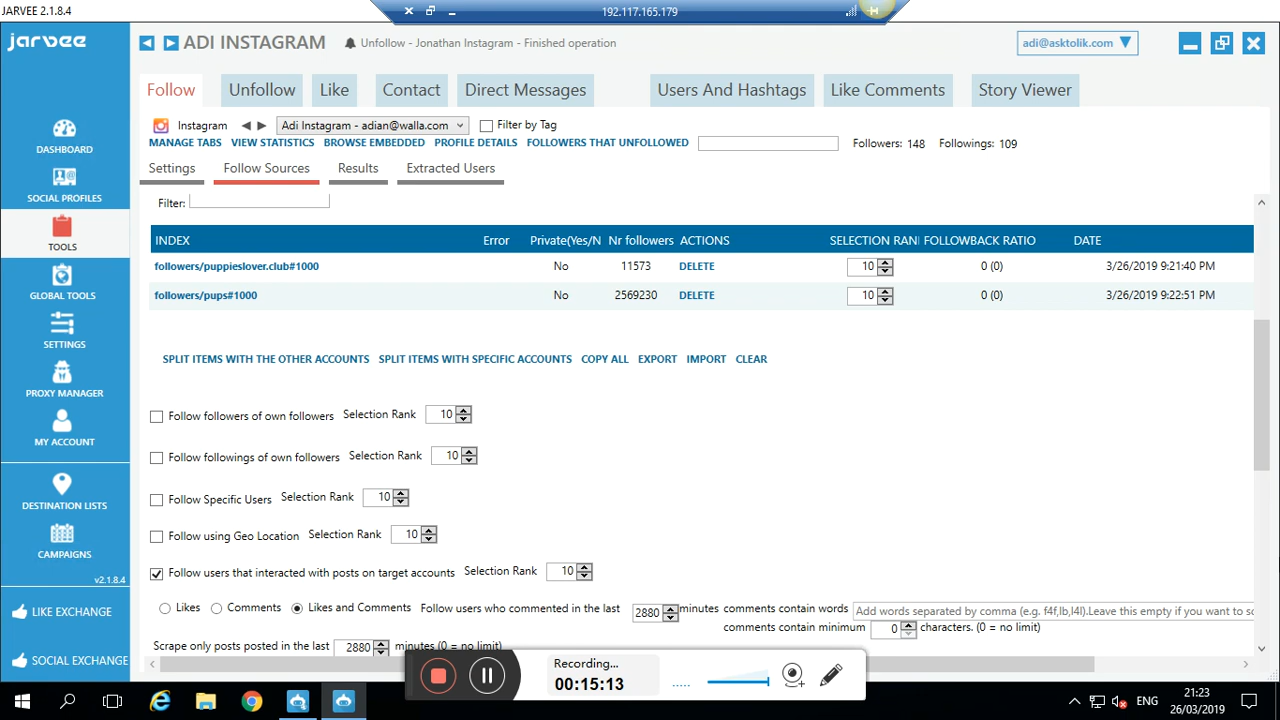 JARVEE 2.1.8.4
192.117.165.179
jarvee
ADI INSTAGRAM
Unfollow - Jonathan Instagram - Finished operation
adi@asktolik.com
Follow
Unfollow
Like
Contact
Direct Messages
Users And Hashtags
Like Comments
Story Viewer
Instagram
Adi Instagram - adian@walla.com
Filter by Tag
MANAGE TABS
VIEW STATISTICS
BROWSE EMBEDDED
PROFILE DETAILS
FOLLOWERS THAT UNFOLLOWED
Followers: 148
Followings: 109
Settings
Follow Sources
Results
Extracted Users
Filter:
INDEX Error Private(Yes/N Nr followers ACTIONS SELECTION RAN FOLLOWBACK RATIO DATE
followers/puppieslover.club#1000 No 11573 DELETE 10 0 (0) 3/26/2019 9:21:40 PM
followers/pups#1000 No 2569230 DELETE 10 0 (0) 3/26/2019 9:22:51 PM
SPLIT ITEMS WITH THE OTHER ACCOUNTS SPLIT ITEMS WITH SPECIFIC ACCOUNTS COPY ALL EXPORT IMPORT CLEAR
Follow followers of own followers Selection Rank 10
Follow followings of own followers Selection Rank 10
Follow Specific Users Selection Rank 10
Follow using Geo Location Selection Rank 10
Follow users that interacted with posts on target accounts Selection Rank 10
Likes Comments Likes and Comments Follow users who commented in the last 2880 minutes comments contain words Add words separated by comma (e.g. f4f,lb,l4l).Leave this empty if you want to sc
comments contain minimum 0 characters. (0 = no limit)
Scrape only posts posted in the last 2880 minutes (0 = no limit)
DASHBOARD
SOCIAL PROFILES
TOOLS
GLOBAL TOOLS
SETTINGS
PROXY MANAGER
MY ACCOUNT
DESTINATION LISTS
CAMPAIGNS
v2.1.8.4
LIKE EXCHANGE
SOCIAL EXCHANGE
Recording...
00:15:13
ENG
21:23
26/03/2019